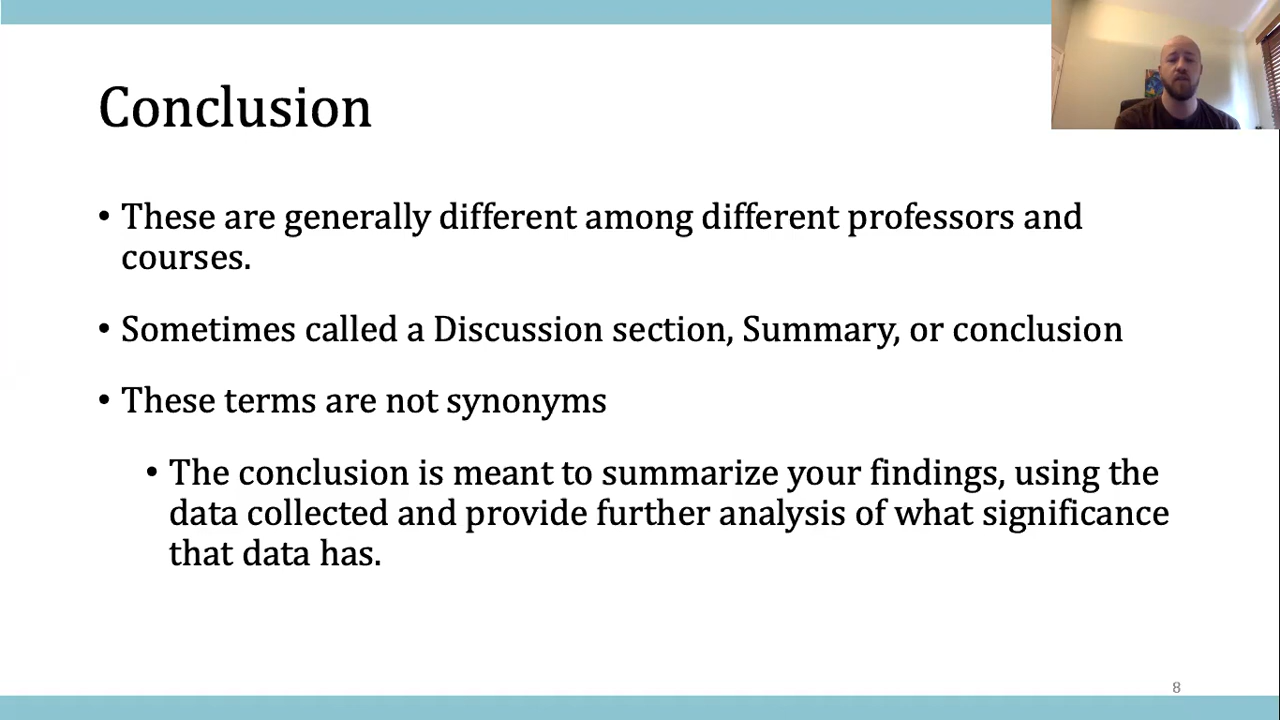 Conclusion
• These are generally different among different professors and
courses.
• Sometimes called a Discussion section, Summary, or conclusion
• These terms are not synonyms
• The conclusion is meant to summarize your findings, using the
data collected and provide further analysis of what significance
that data has.
8